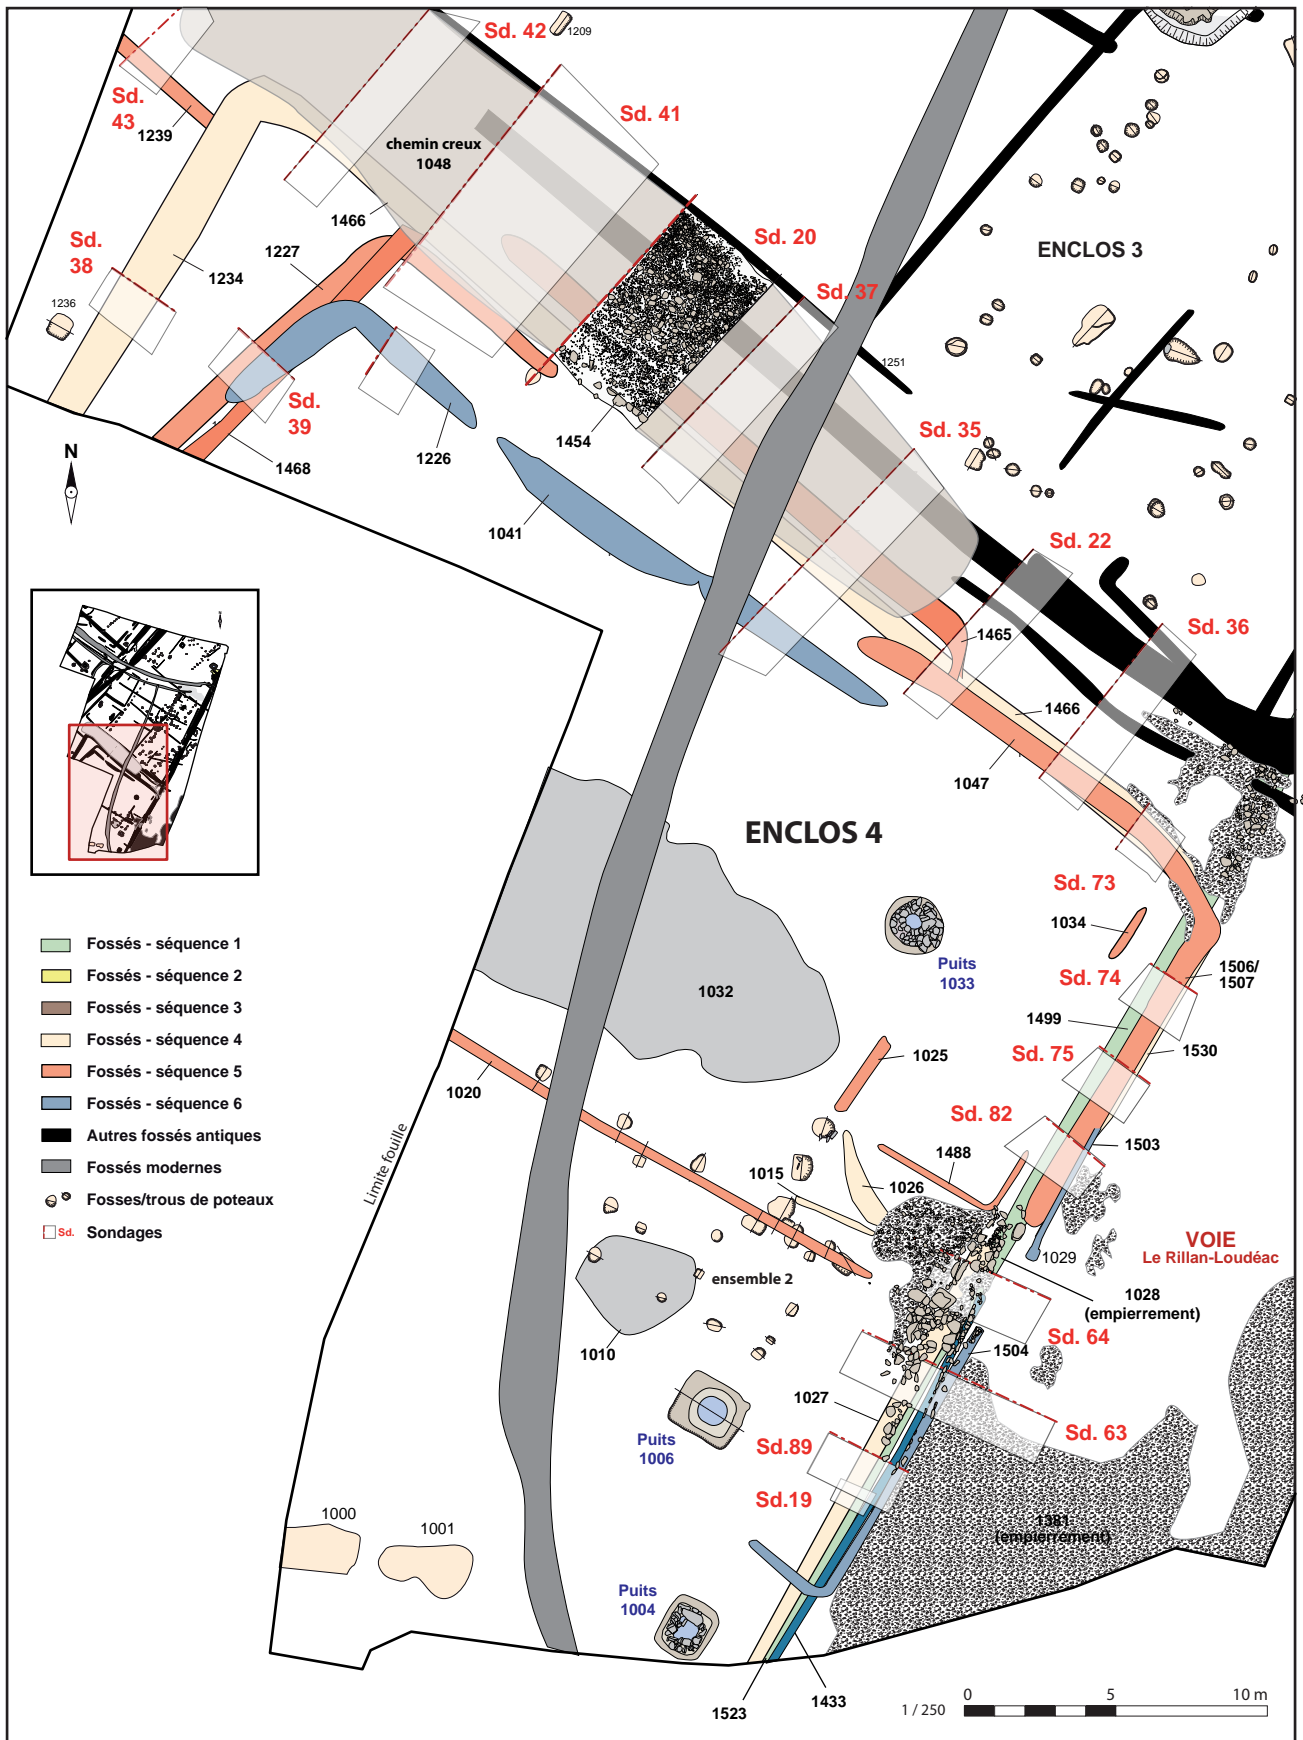 Sd. 42
1209
Sd.
43
1239
Sd. 41
chemin creux
1048
1466
Sd. 20
ENCLOS 3
Sd.
38
1234
1227
Sd. 37
1236
1251
Sd.
39
1454
Sd. 35
N
1468
1226
1041
Sd. 22
1465
Sd. 36
1466
1047
ENCLOS 4
Sd. 73
1034
Fossés - séquence 1
Fossés - séquence 2
Fossés - séquence 3
Fossés - séquence 4
Fossés - séquence 5
Fossés - séquence 6
Autres fossés antiques
Fossés modernes
Fosses/trous de poteaux
Sd. Sondages
Puits
1033
Sd. 74
1506/
1507
1032
1499
1530
Sd. 75
1025
1020
Sd. 82
1503
1488
Limite fouille
1015
1026
VOIE
Le Rillan-Loudéac
1029
ensemble 2
1028
(empierrement)
Sd. 64
1504
1010
1027
Sd. 63
Puits
1006
Sd.89
Sd.19
1000
1001
1381
(empierrement)
Puits
1004
1523
1433
1 / 250
0 5 10 m